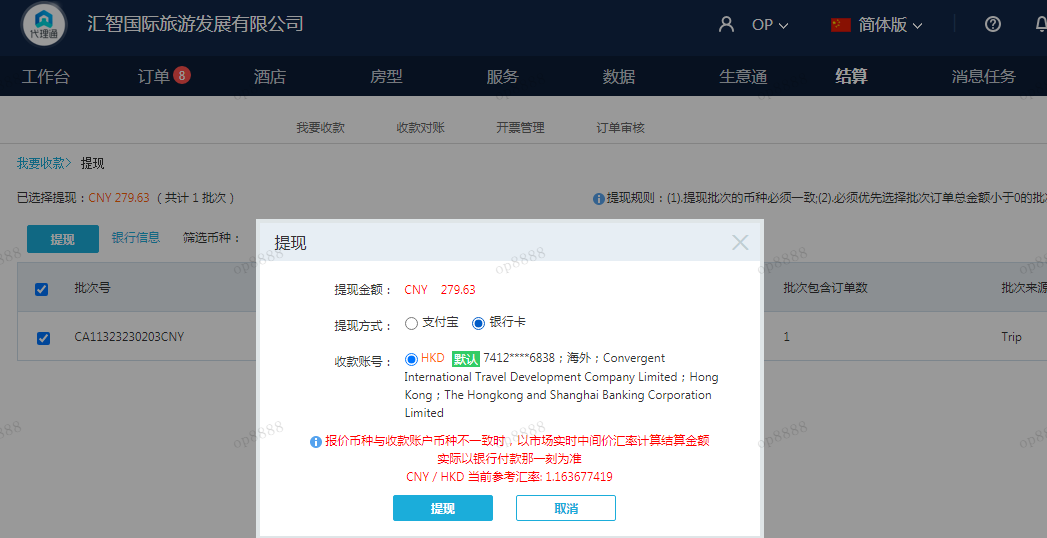 代理通
汇智国际旅游发展有限公司
OP
简体版
工作台
订单 8
酒店
房型
服务
数据
生意通
结算
消息任务
我要收款
收款对账
开票管理
订单审核
我要收款> 提现
已选择提现：CNY 279.63 （ 共计 1 批次 ）
提现规则：(1).提现批次的币种必须一致;(2).必须优先选择批次订单总金额小于0的批
提现
银行信息
筛选币种：
批次号
批次包含订单数
批次来源
CA11323230203CNY
1
Trip
提现
提现金额： CNY 279.63
提现方式： 支付宝 银行卡
收款账号： HKD 默认 7412****6838；海外；Convergent
International Travel Development Company Limited；Hong
Kong；The Hongkong and Shanghai Banking Corporation
Limited
报价币种与收款账户币种不一致时，以市场实时中间价汇率计算结算金额
实际以银行付款那一刻为准
CNY / HKD 当前参考汇率: 1.163677419
提现
取消
op8888
op8888
op8888
op8888
op8888